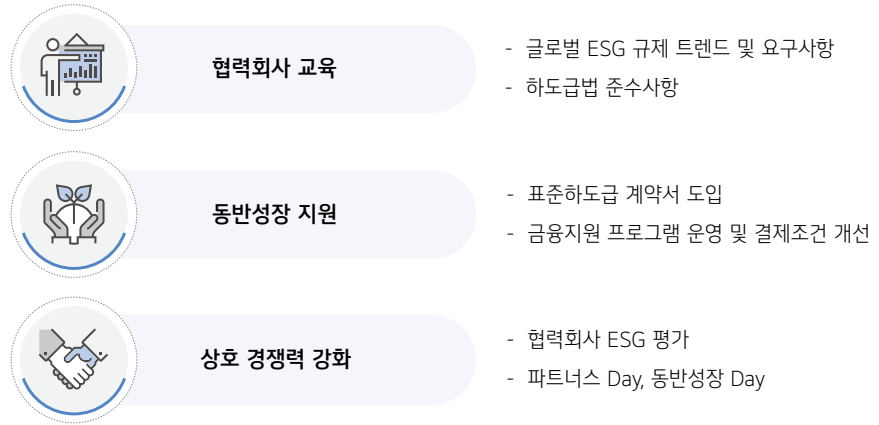 협력회사 교육
- 글로벌 ESG 규제 트렌드 및 요구사항
- 하도급법 준수사항
동반성장 지원
- 표준하도급 계약서 도입
- 금융지원 프로그램 운영 및 결제조건 개선
상호 경쟁력 강화
- 협력회사 ESG 평가
- 파트너스 Day, 동반성장 Day